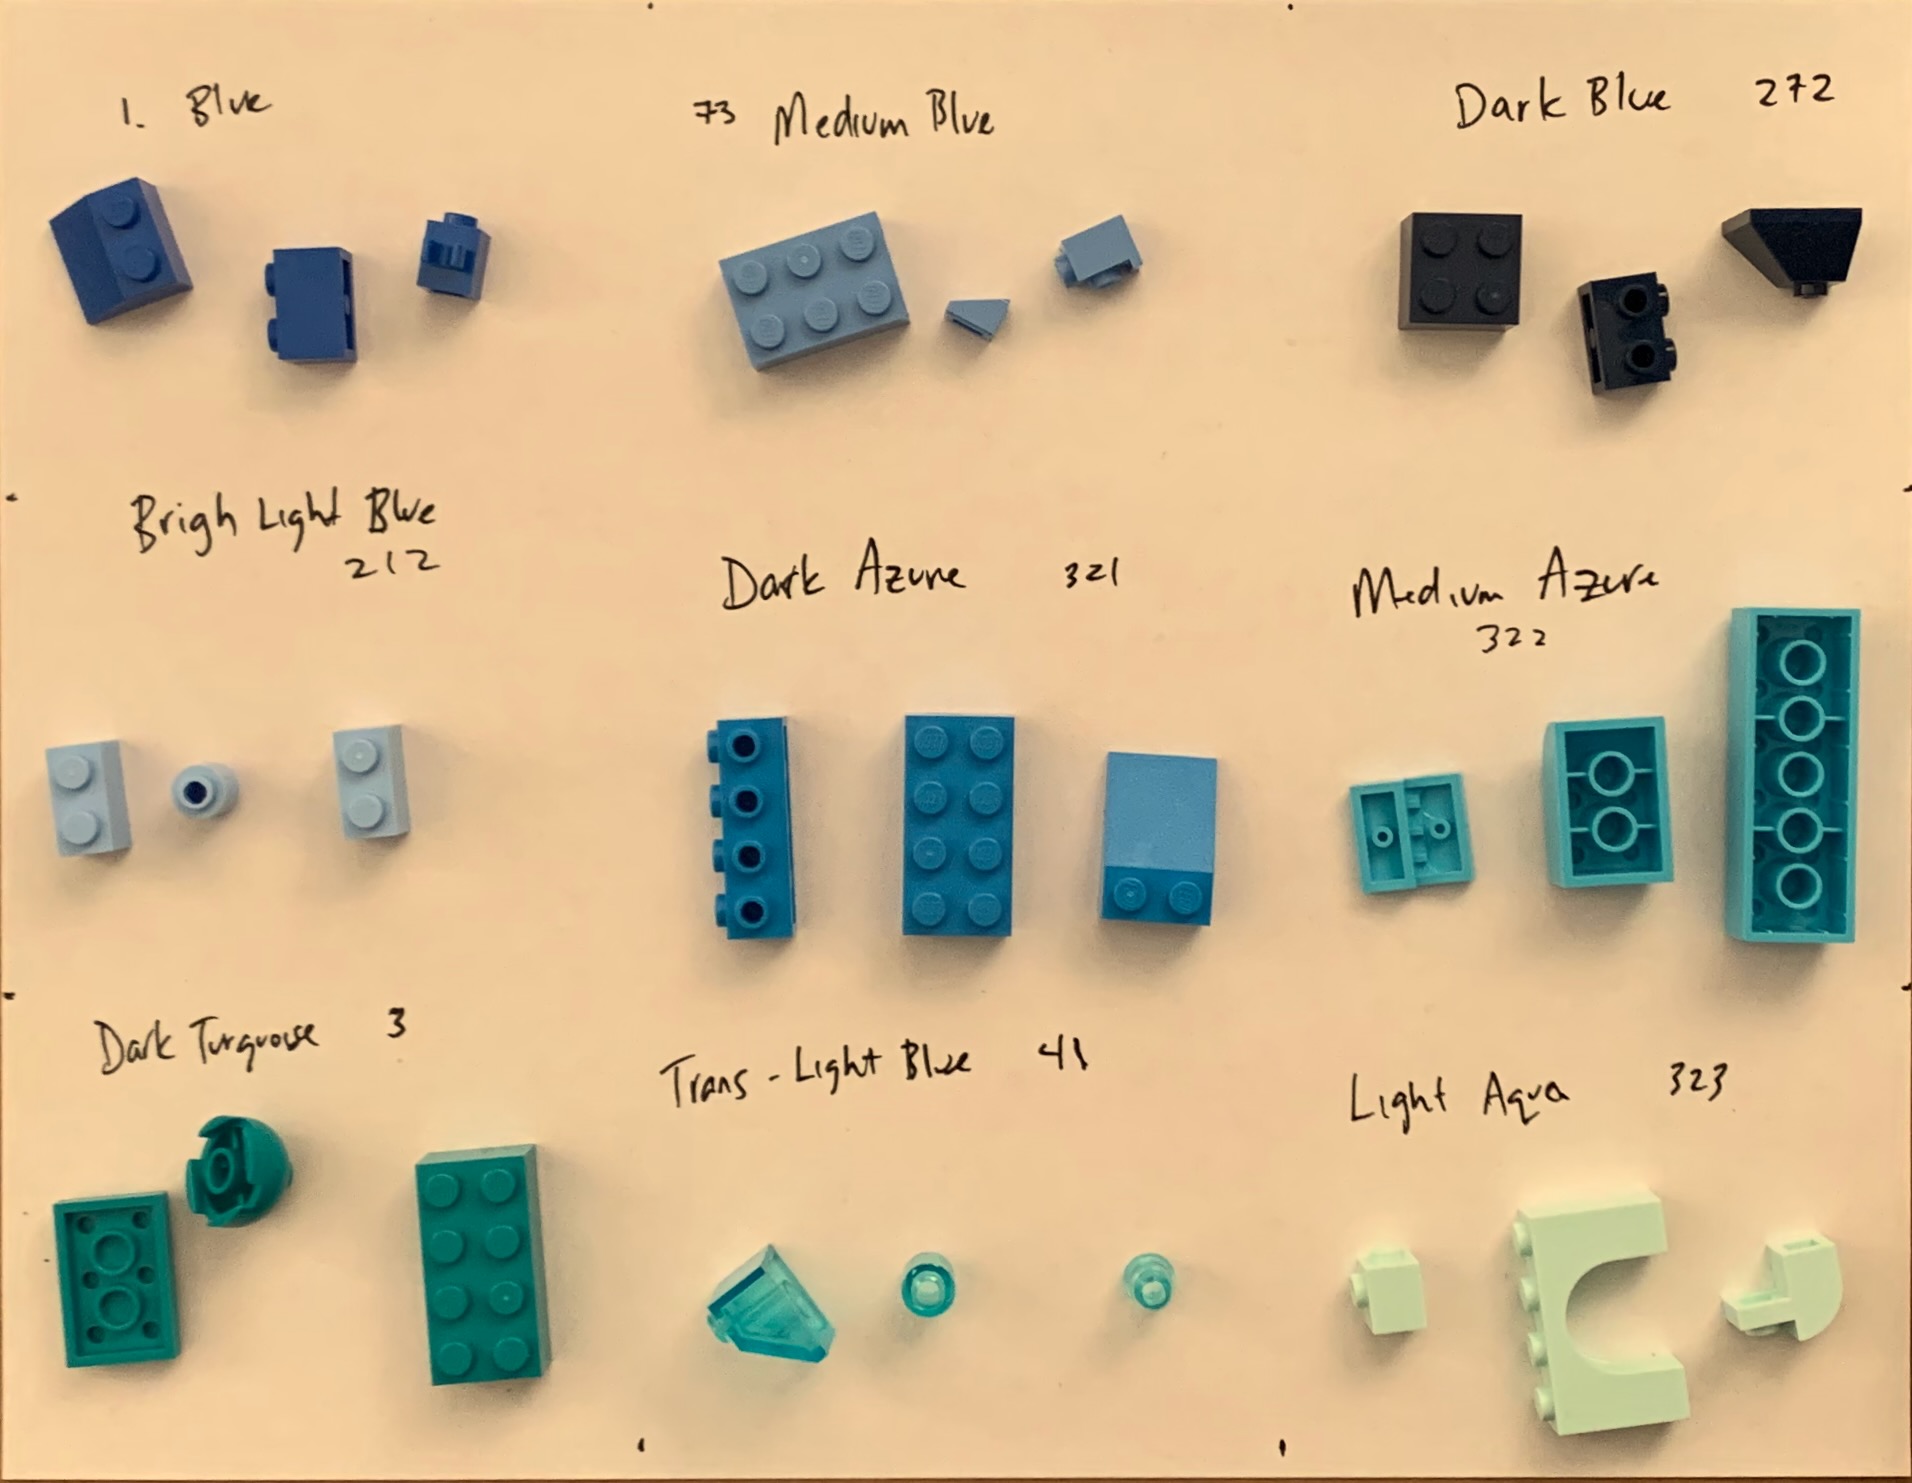 1. Blue
73 Medium Blue
Dark Blue 272
Brigh Light Blue
212
Dark Azure 321
Medium Azure
322
Dark Turquoise 3
Trans-Light Blue 41
Light Aqua 323